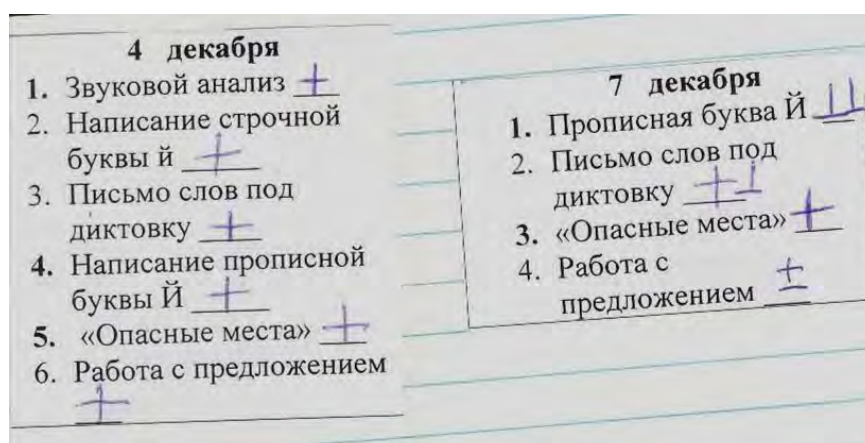 4 декабря
1. Звуковой анализ +
2. Написание строчной
буквы й +
3. Письмо слов под
диктовку +
4. Написание прописной
буквы Й +
5. «Опасные места» +
6. Работа с предложением
+
7 декабря
1. Прописная буква Й
2. Письмо слов под
диктовку +
3. «Опасные места» +
4. Работа с
предложением +